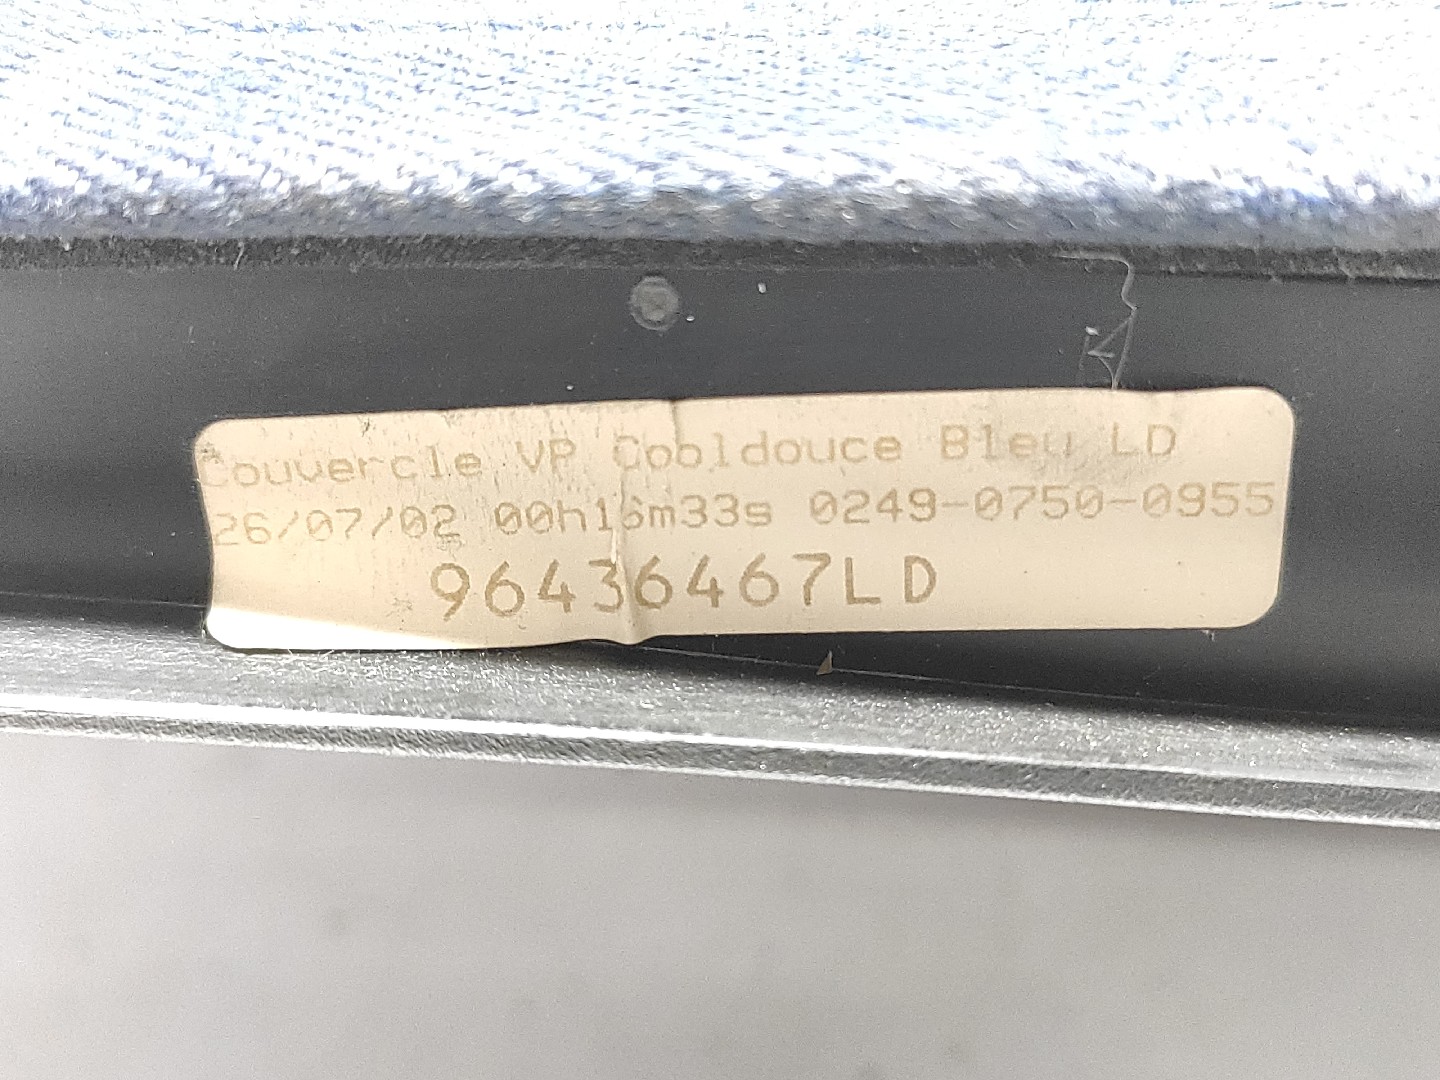 Couvercle VP Cooldouce Bleu LD
26/07/02 00h16m33s 0249-0750-0955
96436467LD